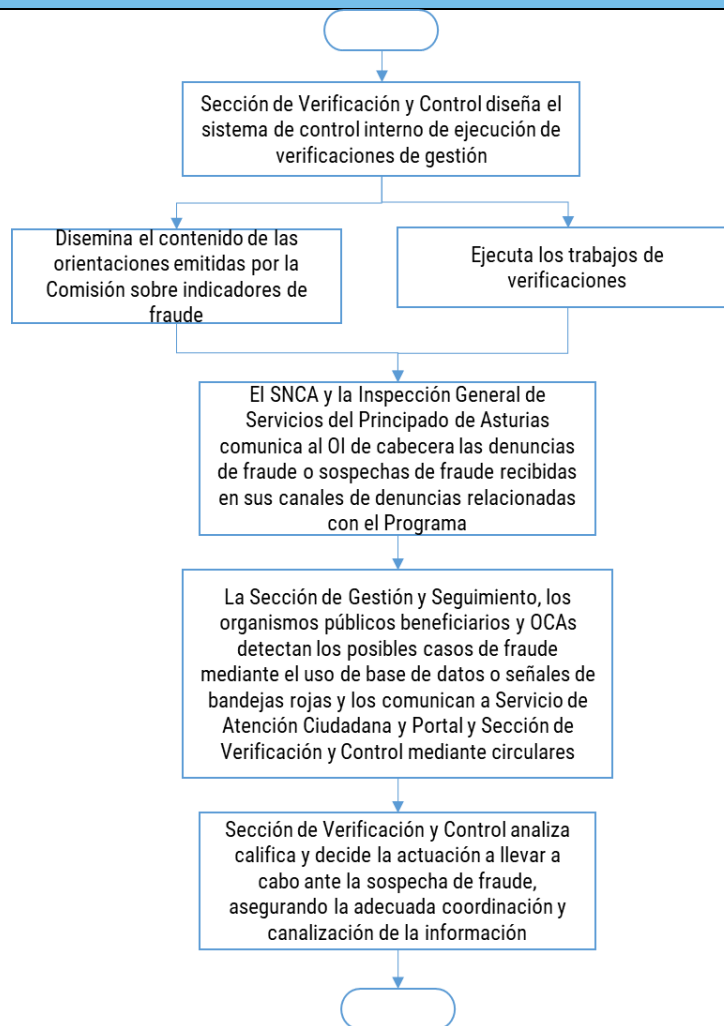 Sección de Verificación y Control diseña el
sistema de control interno de ejecución de
verificaciones de gestión
Disemina el contenido de las
orientaciones emitidas por la
Comisión sobre indicadores de
fraude
Ejecuta los trabajos de
verificaciones
El SNCA y la Inspección General de
Servicios del Principado de Asturias
comunica al OI de cabecera las denuncias
de fraude o sospechas de fraude recibidas
en sus canales de denuncias relacionadas
con el Programa
La Sección de Gestión y Seguimiento, los
organismos públicos beneficiarios y OCAs
detectan los posibles casos de fraude
mediante el uso de base de datos o señales de
bandejas rojas y los comunican a Servicio de
Atención Ciudadana y Portal y Sección de
Verificación y Control mediante circulares
Sección de Verificación y Control analiza
califica y decide la actuación a llevar a
cabo ante la sospecha de fraude,
asegurando la adecuada coordinación y
canalización de la información